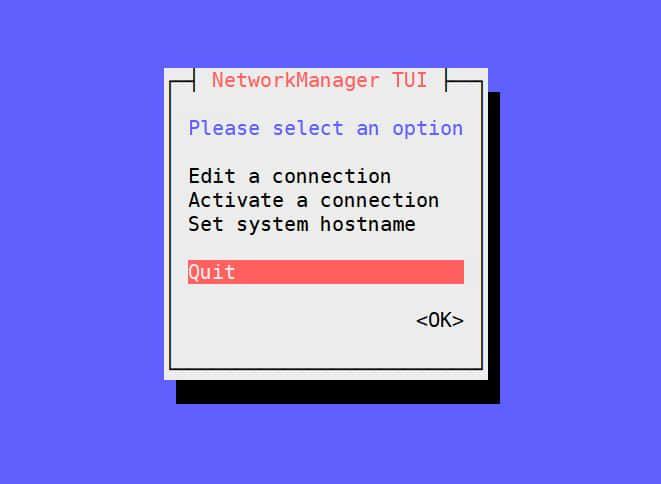 NetworkManager TUI
Please select an option
Edit a connection
Activate a connection
Set system hostname
Quit
<OK>